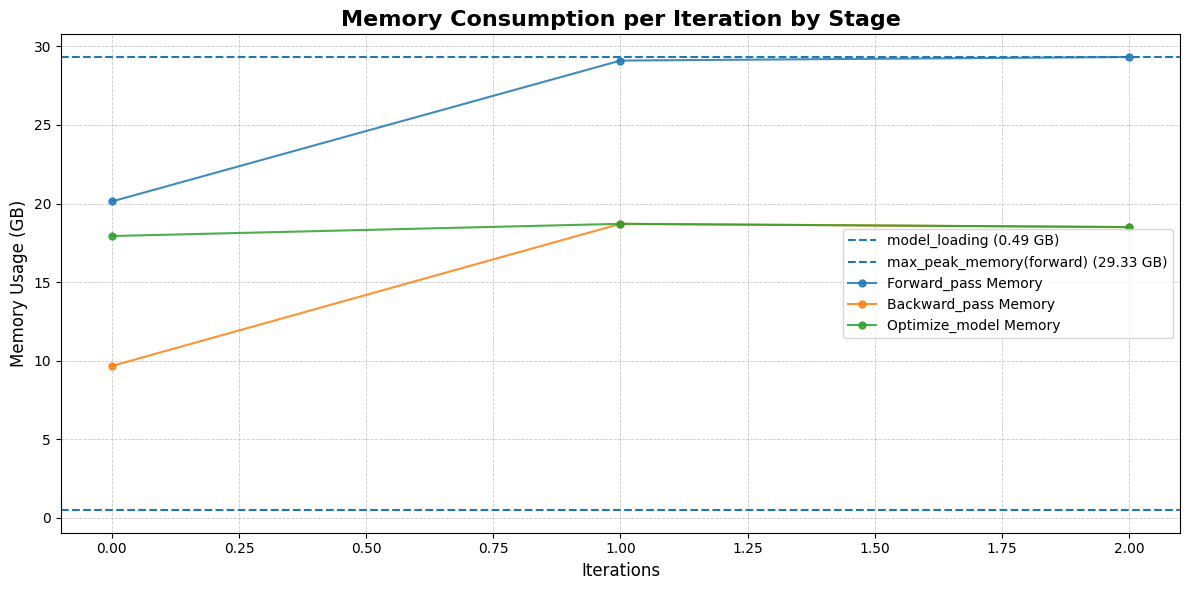 Memory Consumption per Iteration by Stage
Memory Usage (GB)
30
25
20
15
10
5
0
model_loading (0.49 GB)
max_peak_memory(forward) (29.33 GB)
Forward_pass Memory
Backward_pass Memory
Optimize_model Memory
0.00 0.25 0.50 0.75 1.00 1.25 1.50 1.75 2.00
Iterations